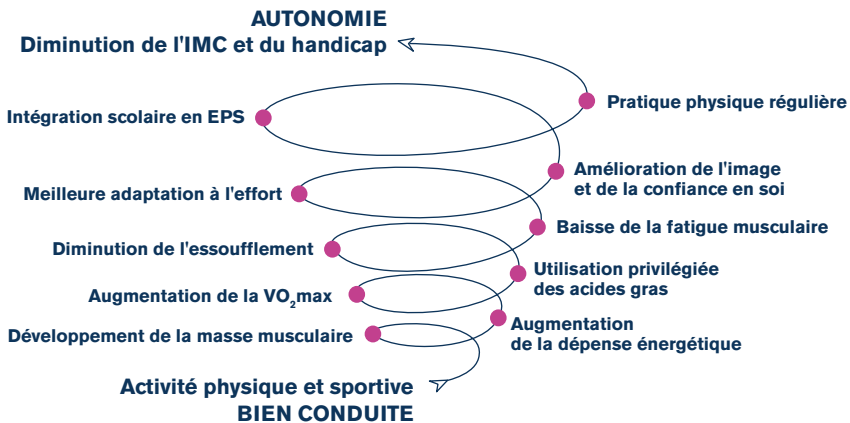 AUTONOMIE
Diminution de l'IMC et du handicap
Pratique physique régulière
Intégration scolaire en EPS
Amélioration de l'image
et de la confiance en soi
Meilleure adaptation à l'effort
Baisse de la fatigue musculaire
Diminution de l'essoufflement
Utilisation privilégiée
des acides gras
Augmentation de la VO₂max
Augmentation
de la dépense énergétique
Développement de la masse musculaire
Activité physique et sportive
BIEN CONDUITE